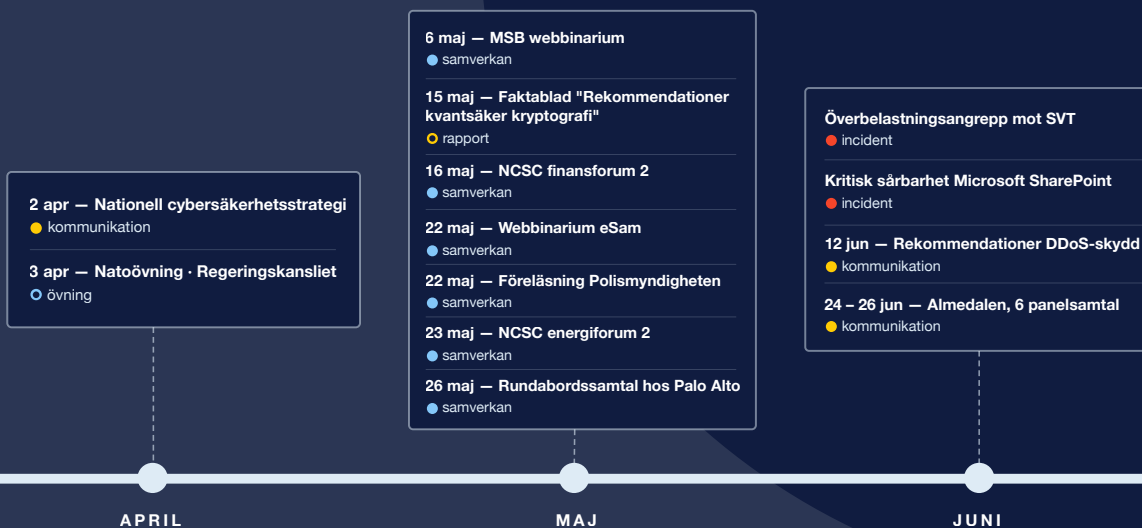 2 apr — Nationell cybersäkerhetsstrategi
kommunikation
3 apr — Natoövning · Regeringskansliet
övning
6 maj — MSB webbinarium
samverkan
15 maj — Faktablad "Rekommendationer
kvantsäker kryptografi"
rapport
16 maj — NCSC finansforum 2
samverkan
22 maj — Webbinarium eSam
samverkan
22 maj — Föreläsning Polismyndigheten
samverkan
23 maj — NCSC energiforum 2
samverkan
26 maj — Rundabordssamtal hos Palo Alto
samverkan
Överbelastningsangrepp mot SVT
incident
Kritisk sårbarhet Microsoft SharePoint
incident
12 jun — Rekommendationer DDoS-skydd
kommunikation
24 – 26 jun — Almedalen, 6 panelsamtal
kommunikation
APRIL
MAJ
JUNI